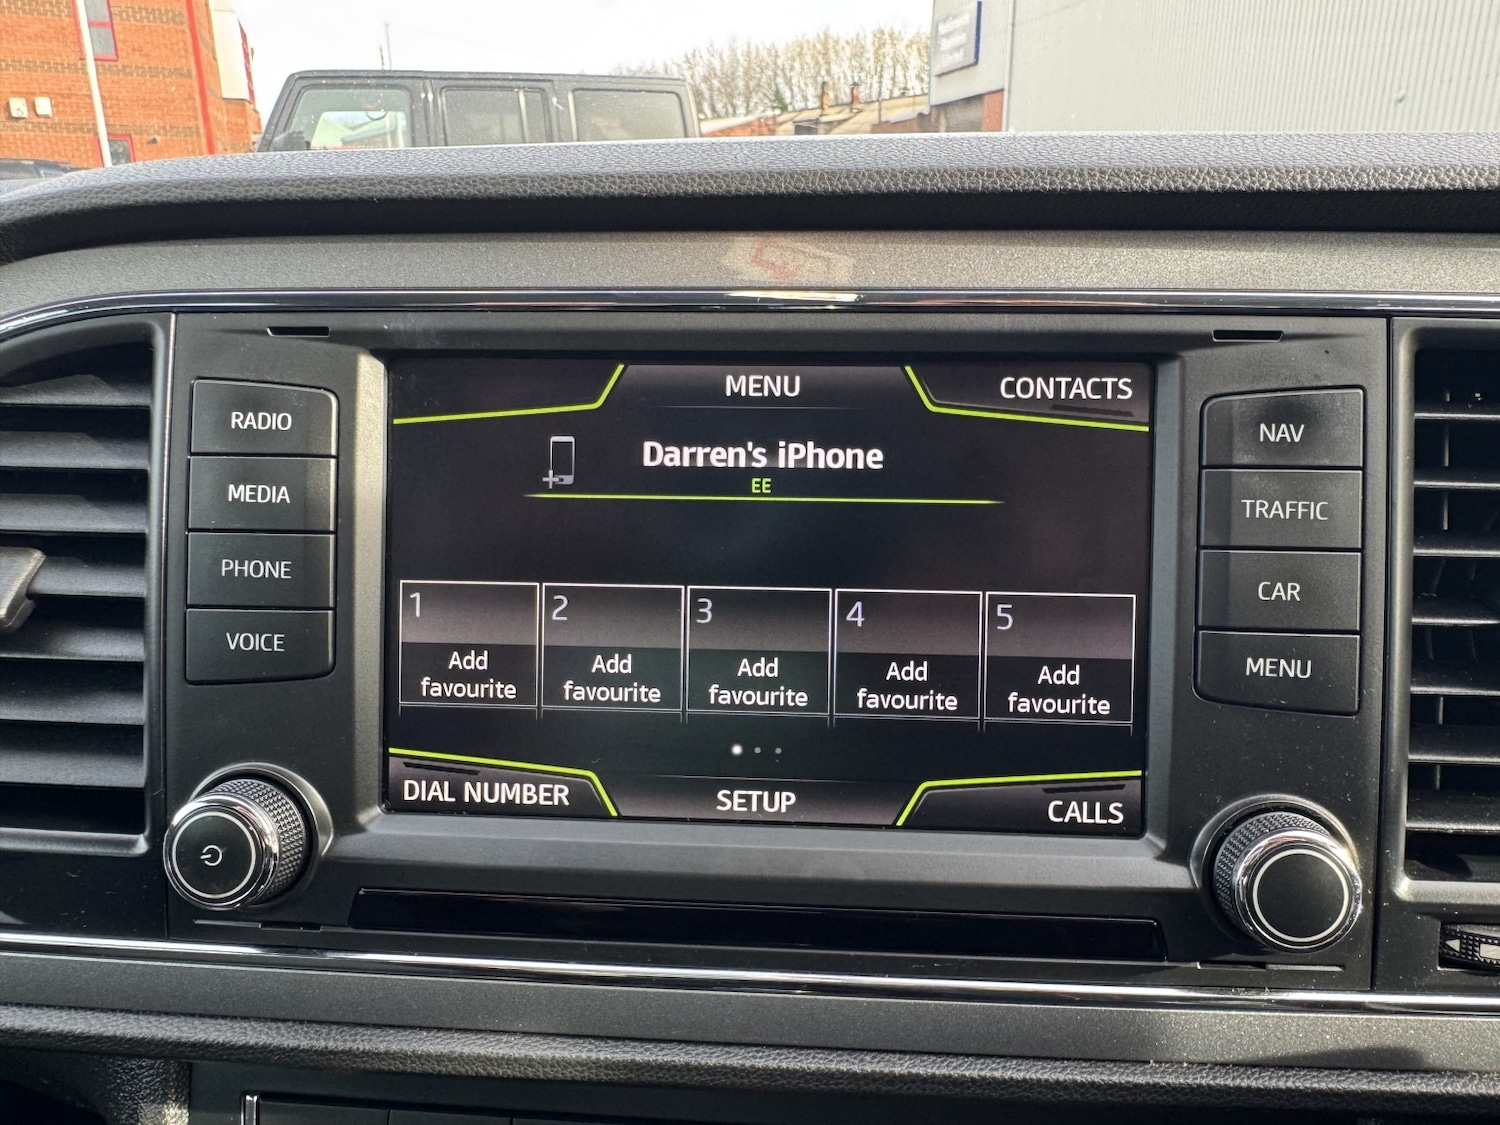 MENU
CONTACTS
Darren's iPhone
EE
RADIO
MEDIA
PHONE
VOICE
1
Add
favourite
2
Add
favourite
3
Add
favourite
4
Add
favourite
5
Add
favourite
DIAL NUMBER
SETUP
CALLS
NAV
TRAFFIC
CAR
MENU